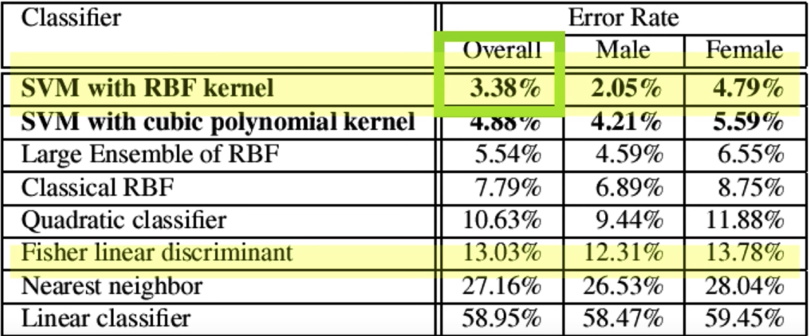 Classifier Error Rate
Overall Male Female
SVM with RBF kernel 3.38% 2.05% 4.79%
SVM with cubic polynomial kernel 4.88% 4.21% 5.59%
Large Ensemble of RBF 5.54% 4.59% 6.55%
Classical RBF 7.79% 6.89% 8.75%
Quadratic classifier 10.63% 9.44% 11.88%
Fisher linear discriminant 13.03% 12.31% 13.78%
Nearest neighbor 27.16% 26.53% 28.04%
Linear classifier 58.95% 58.47% 59.45%